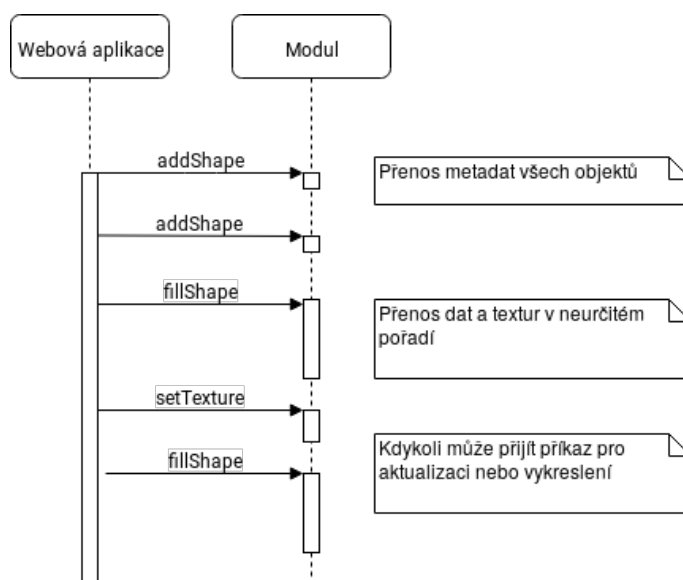 Webová aplikace
Modul
addShape
Přenos metadat všech objektů
addShape
fillShape
Přenos dat a textur v neurčitém
pořadí
setTexture
fillShape
Kdykoli může přijít příkaz pro
aktualizaci nebo vykreslení